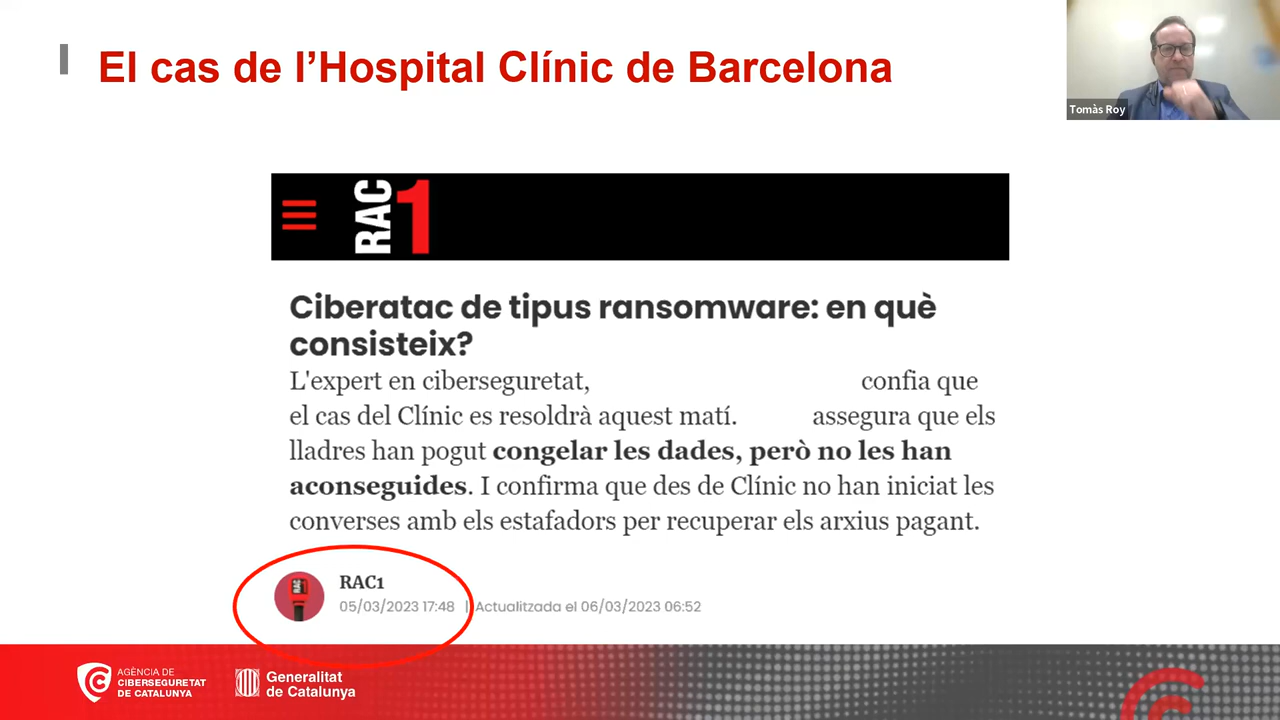 El cas de l'Hospital Clínic de Barcelona
Tomàs Roy
RAC1
Ciberatac de tipus ransomware: en què
consisteix?
L'expert en ciberseguretat, confia que
el cas del Clínic es resoldrà aquest matí. assegura que els
lladres han pogut congelar les dades, però no les han
aconseguides. I confirma que des de Clínic no han iniciat les
converses amb els estafadors per recuperar els arxius pagant.
RAC1
05/03/2023 17:48 | Actualitzada el 06/03/2023 06:52
AGÈNCIA DE
CIBERSEGURETAT
DE CATALUNYA
Generalitat
de Catalunya